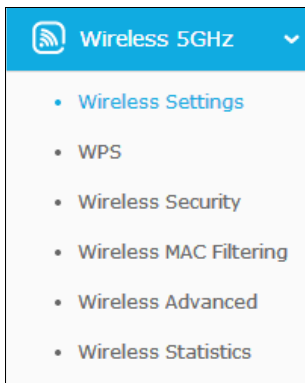 Wireless 5GHz
• Wireless Settings
• WPS
• Wireless Security
• Wireless MAC Filtering
• Wireless Advanced
• Wireless Statistics